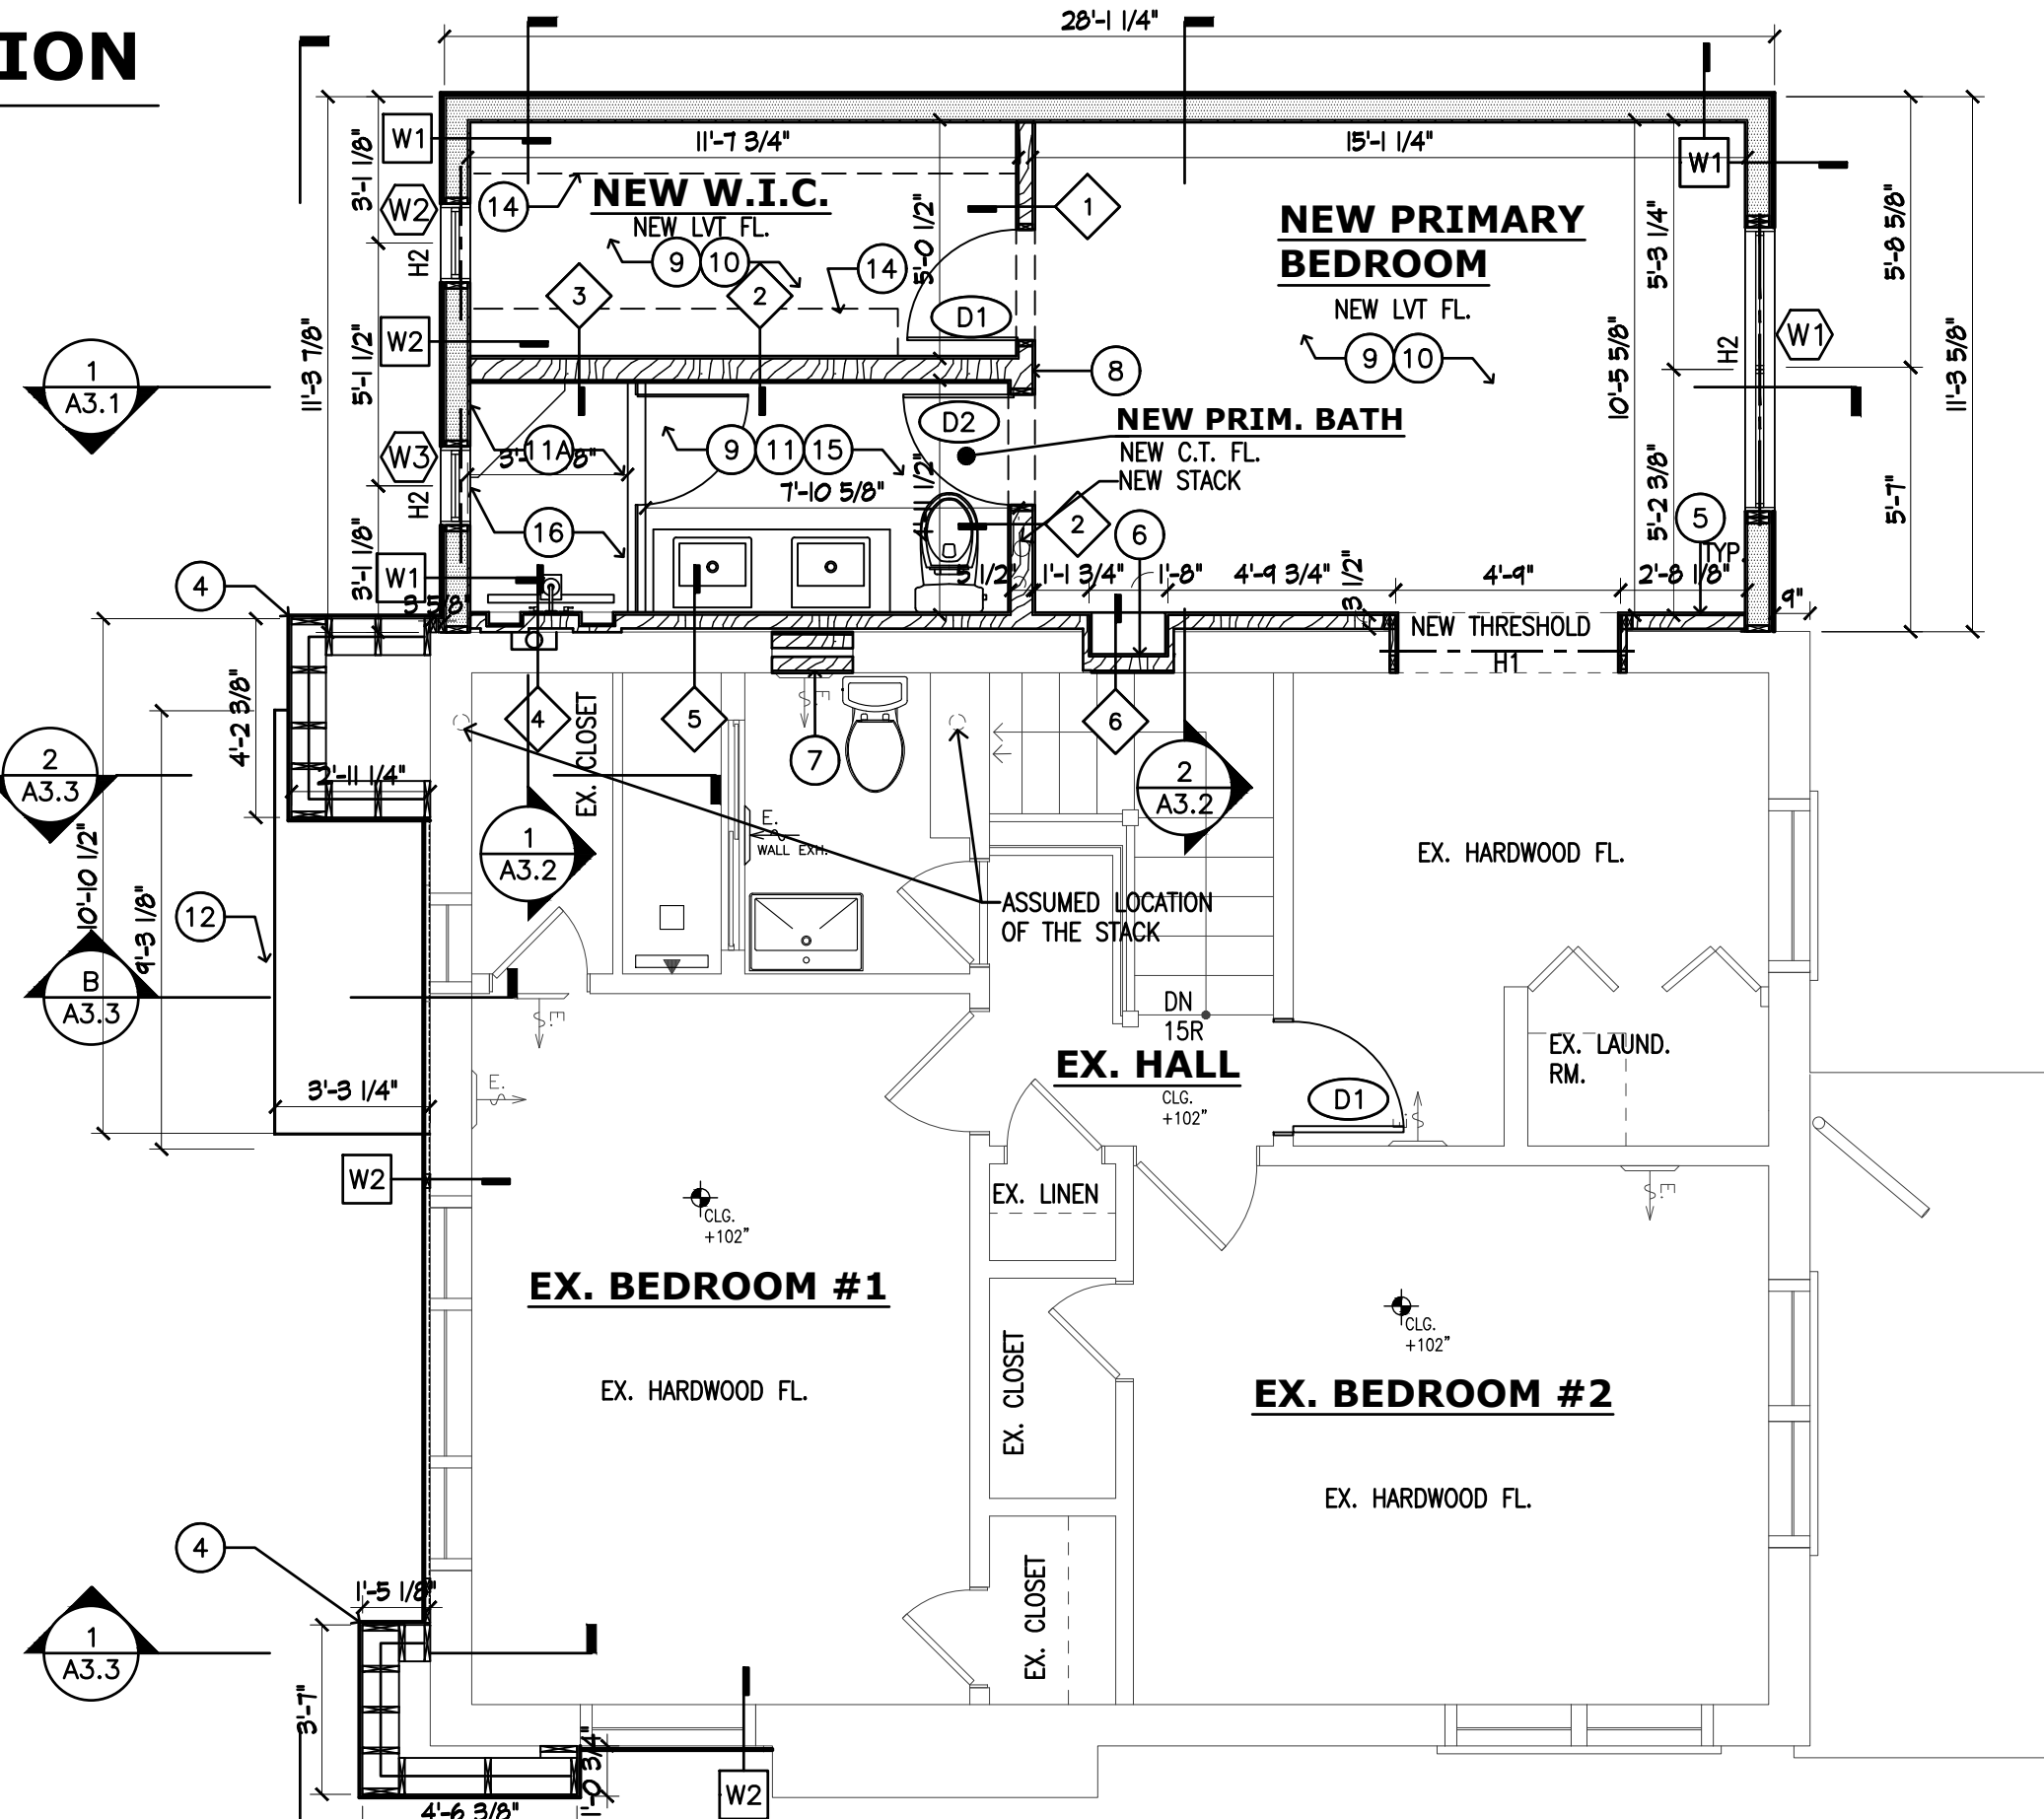 ION
28'-1 1/4"
11'-7 3/4"
15'-1 1/4"
W1
W1
3'-1 1/8"
W2
14
NEW W.I.C.
NEW LVT FL.
9
10
14
5'-0 1/2"
1
NEW PRIMARY
BEDROOM
NEW LVT FL.
9
10
5'-3 1/4"
5'-8 5/8"
H2
3
2
D1
W2
11'-3 7/8"
5'-1 1/2"
10'-5 5/8"
H2
W1
11'-3 5/8"
1
A3.1
8
D2
NEW PRIM. BATH
NEW C.T. FL.
NEW STACK
W3
H2
11A
9
11
15
7'-10 5/8"
16
2
6
5'-2 3/8"
5
TYP.
5'-7"
3'-1 1/8"
W1
4
5 1/2"
1'-1 3/4"
1'-8"
4'-9 3/4"
3 1/2"
4'-9"
2'-8 1/8"
9"
NEW THRESHOLD
H1
4'-2 3/8"
2'-11 1/4"
EX. CLOSET
4
5
E.
7
6
2
A3.3
2
A3.2
1
A3.2
E.
WALL EXH.
EX. HARDWOOD FL.
10'-10 1/2"
9'-3 1/8"
12
ASSUMED LOCATION
OF THE STACK
B
A3.3
E.
DN
15R
EX. LAUND.
RM.
EX. HALL
CLG.
+102"
D1
E.
3'-3 1/4"
E.
W2
EX. LINEN
E.
CLG.
+102"
EX. BEDROOM #1
EX. HARDWOOD FL.
EX. CLOSET
CLG.
+102"
EX. BEDROOM #2
EX. HARDWOOD FL.
4
1'-5 1/8"
EX. CLOSET
1
A3.3
3'-7"
1'-0 3/4"
W2
4'-6 3/8"